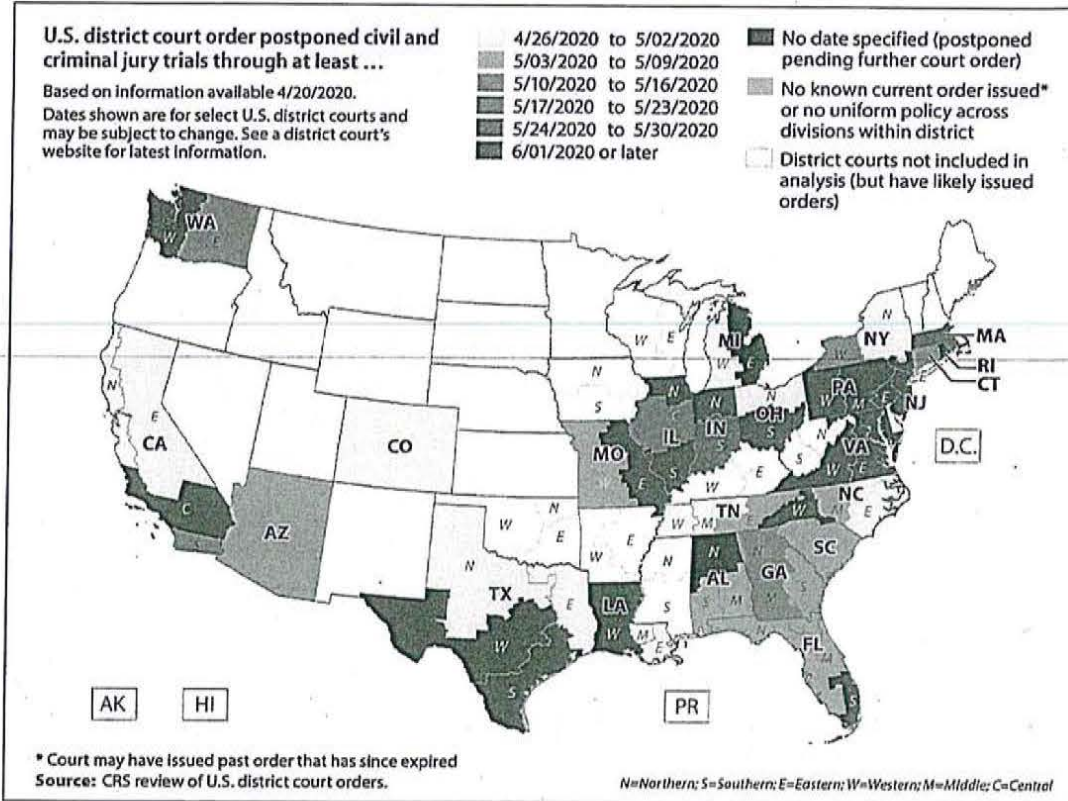 U.S. district court order postponed civil and
criminal jury trials through at least ...
Based on information available 4/20/2020.
Dates shown are for select U.S. district courts and
may be subject to change. See a district court's
website for latest information.
4/26/2020 to 5/02/2020
5/03/2020 to 5/09/2020
5/10/2020 to 5/16/2020
5/17/2020 to 5/23/2020
5/24/2020 to 5/30/2020
6/01/2020 or later
No date specified (postponed
pending further court order)
No known current order issued*
or no uniform policy across
divisions within district
District courts not included in
analysis (but have likely issued
orders)
WA
W
E
N
E
CA
C
S
AZ
CO
N
TX
E
W
S
W
N
E
W
E
N
S
W
E
MO
W
E
N
IL
S
N
IN
S
N
MI
W
E
N
OH
S
W
E
N
S
W
M
TN
E
N
S
LA
W
M
E
N
AL
S
M
N
GA
M
S
N
FL
M
S
SC
W
NC
M
E
VA
W
E
PA
W
M
E
NJ
N
NY
W
E
MA
RI
CT
D.C.
AK
HI
PR
* Court may have issued past order that has since expired
Source: CRS review of U.S. district court orders.
N=Northern; S=Southern; E=Eastern; W=Western; M=Middle; C=Central